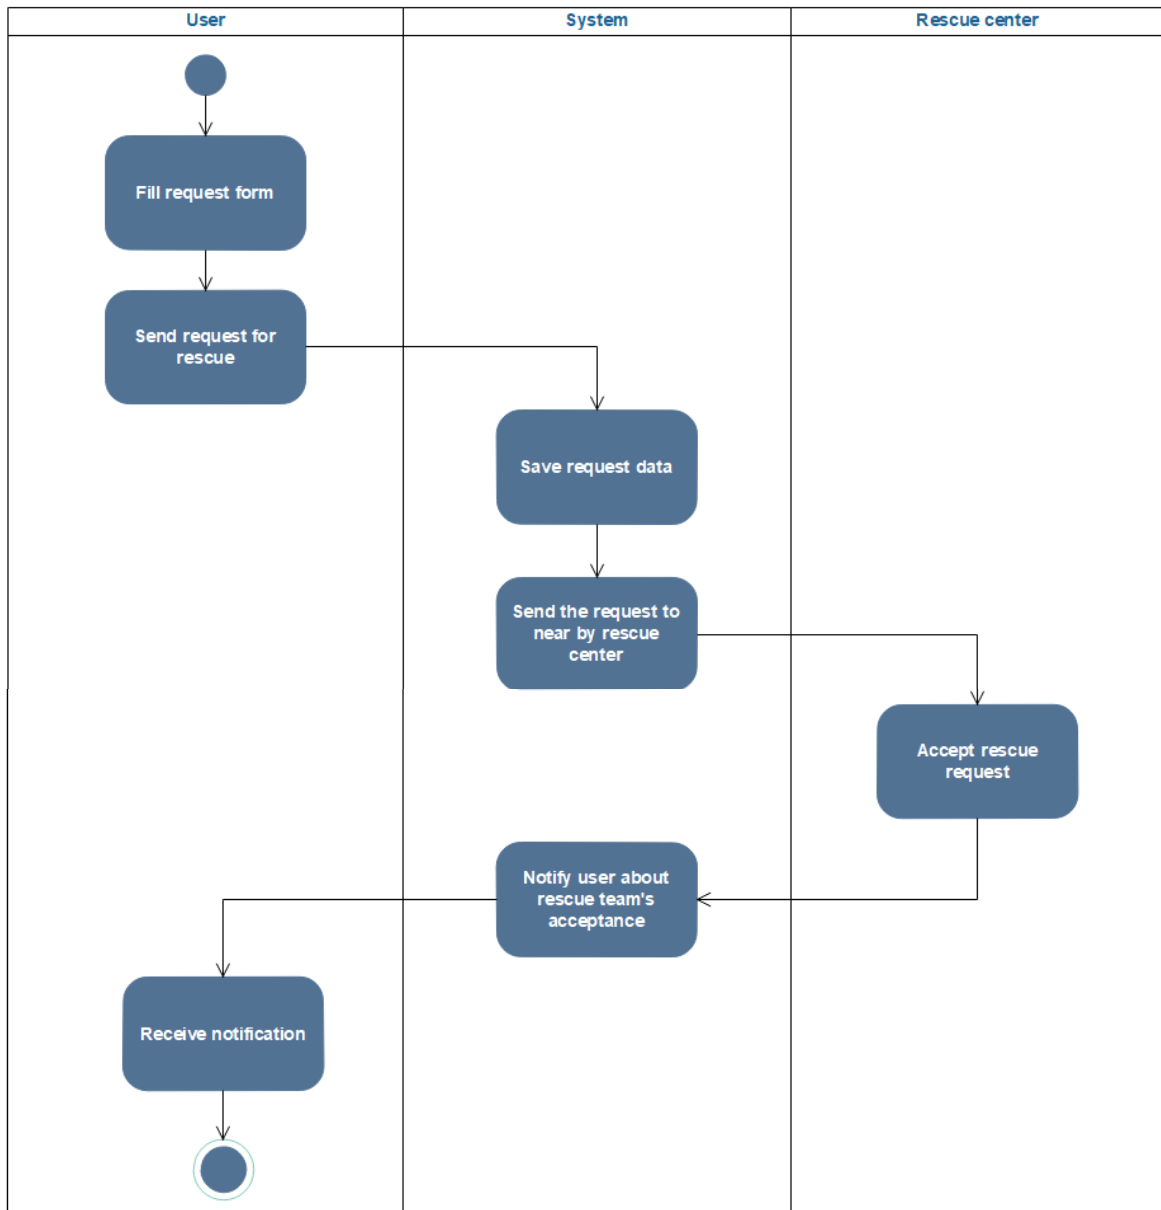 User
System
Rescue center
Fill request form
Send request for
rescue
Save request data
Send the request to
near by rescue
center
Accept rescue
request
Notify user about
rescue team's
acceptance
Receive notification